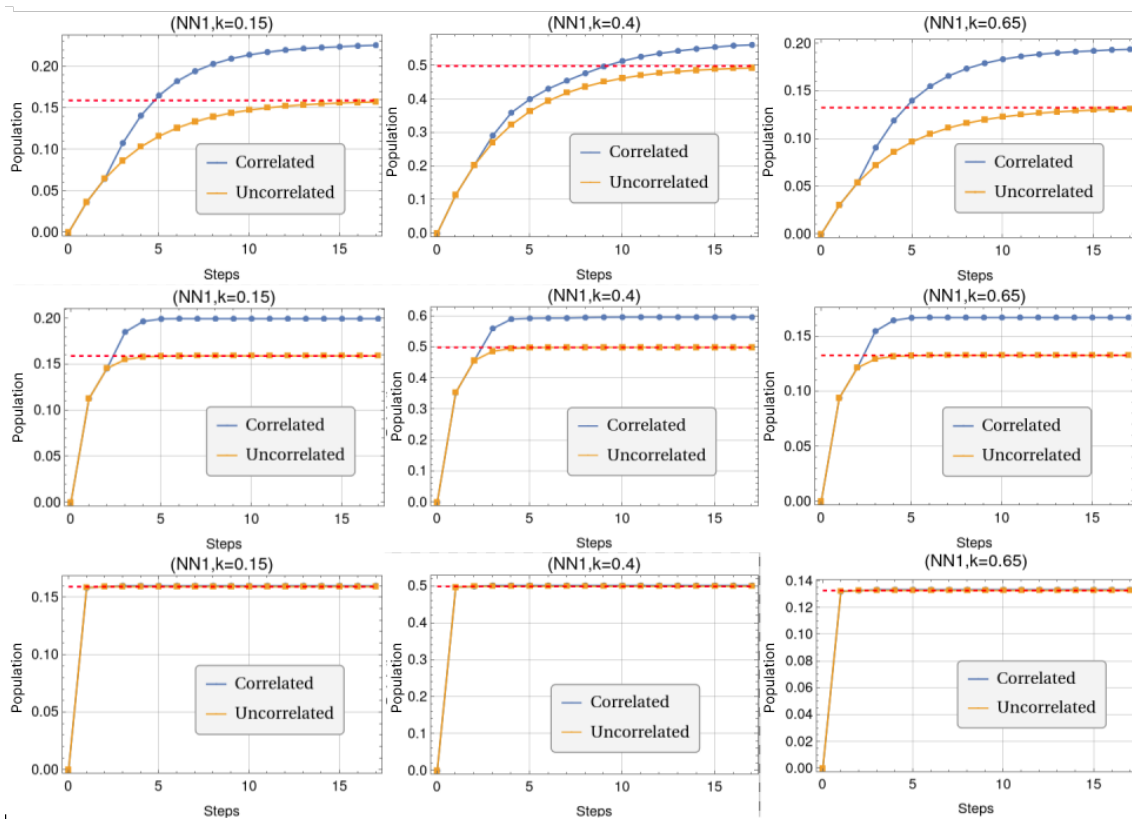 (NN1,k=0.15)
0.20
0.15
0.10
0.05
0.00
Population
Correlated
Uncorrelated
0
5
10
15
Steps
(NN1,k=0.4)
0.5
0.4
0.3
0.2
0.1
0.0
Population
Correlated
Uncorrelated
0
5
10
15
Steps
(NN1,k=0.65)
0.20
0.15
0.10
0.05
0.00
Population
Correlated
Uncorrelated
0
5
10
15
Steps
(NN1,k=0.15)
0.20
0.15
0.10
0.05
0.00
Population
Correlated
Uncorrelated
0
5
10
15
Steps
(NN1,k=0.4)
0.6
0.5
0.4
0.3
0.2
0.1
0.0
Population
Correlated
Uncorrelated
0
5
10
15
Steps
(NN1,k=0.65)
0.15
0.10
0.05
0.00
Population
Correlated
Uncorrelated
0
5
10
15
Steps
(NN1,k=0.15)
0.15
0.10
0.05
0.00
Population
Correlated
Uncorrelated
0
5
10
15
Steps
(NN1,k=0.4)
0.5
0.4
0.3
0.2
0.1
0.0
Population
Correlated
Uncorrelated
0
5
10
15
Steps
(NN1,k=0.65)
0.14
0.12
0.10
0.08
0.06
0.04
0.02
0.00
Population
Correlated
Uncorrelated
0
5
10
15
Steps